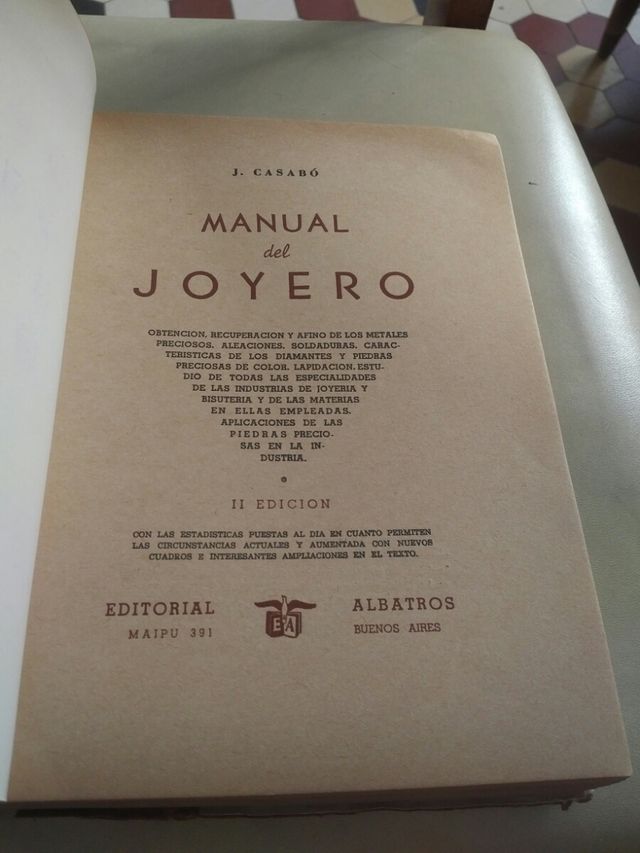 J. CASABÓ
MANUAL
del
JOYERO
OBTENCION, RECUPERACION Y AFINO DE LOS METALES
PRECIOSOS. ALEACIONES. SOLDADURAS. CARAC-
TERISTICAS DE LOS DIAMANTES Y PIEDRAS
PRECIOSAS DE COLOR. LAPIDACION. ESTU-
DIO DE TODAS LAS ESPECIALIDADES
DE LAS INDUSTRIAS DE JOYERIA Y
BISUTERIA Y DE LAS MATERIAS
EN ELLAS EMPLEADAS.
APLICACIONES DE LAS
PIEDRAS PRECIO-
SAS EN LA IN-
DUSTRIA.
II EDICION
CON LAS ESTADISTICAS PUESTAS AL DIA EN CUANTO PERMITEN
LAS CIRCUNSTANCIAS ACTUALES Y AUMENTADA CON NUEVOS
CUADROS E INTERESANTES AMPLIACIONES EN EL TEXTO.
EDITORIAL
MAIPU 391
EA
ALBATROS
BUENOS AIRES